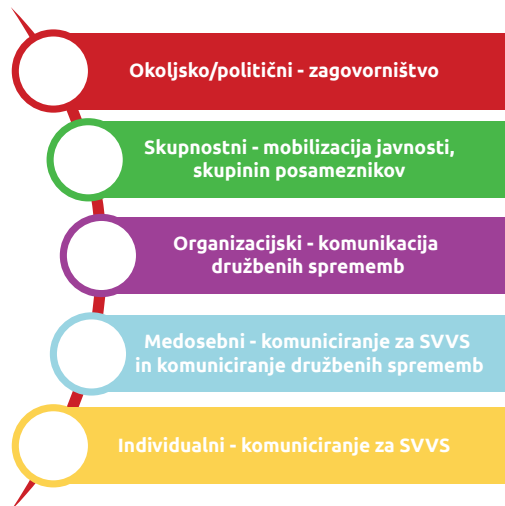 Okoljsko/politični - zagovorništvo
Skupnostni - mobilizacija javnosti,
skupinin posameznikov
Organizacijski - komunikacija
družbenih sprememb
Medosebni - komuniciranje za SVVS
in komuniciranje družbenih sprememb
Individualni - komuniciranje za SVVS